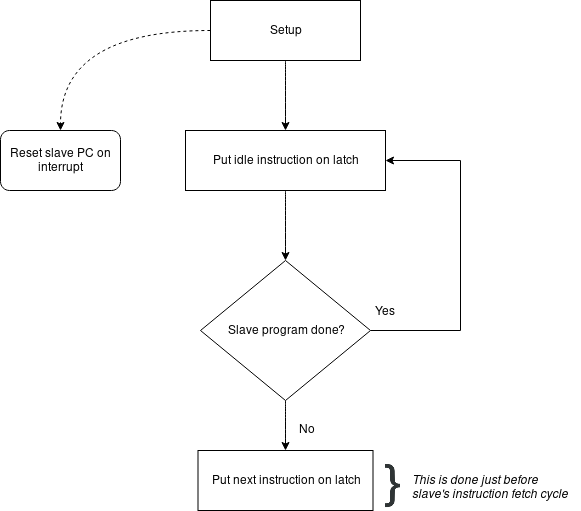 Setup
Reset slave PC on
interrupt
Put idle instruction on latch
Yes
Slave program done?
No
Put next instruction on latch
This is done just before
slave's instruction fetch cycle